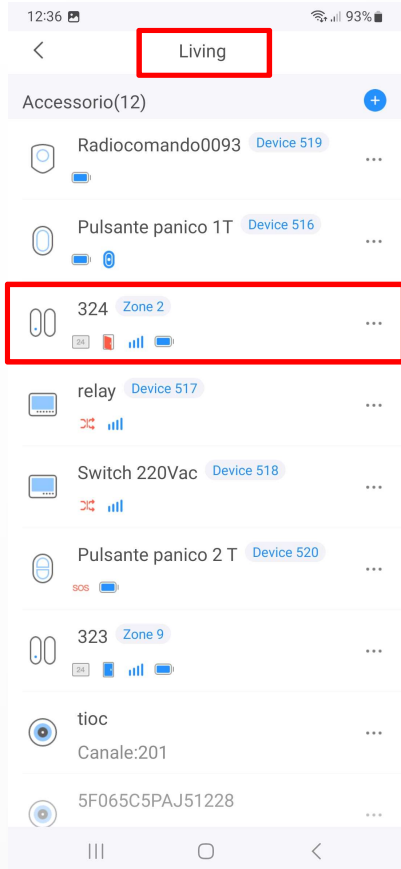 12:36 93%
Living
Accessorio(12)
Radiocomando0093 Device 519
Pulsante panico 1T Device 516
324 Zone 2
24
relay Device 517
Switch 220Vac Device 518
Pulsante panico 2 T Device 520
SOS
323 Zone 9
24
tioc
Canale:201
5F065C5PAJ51228